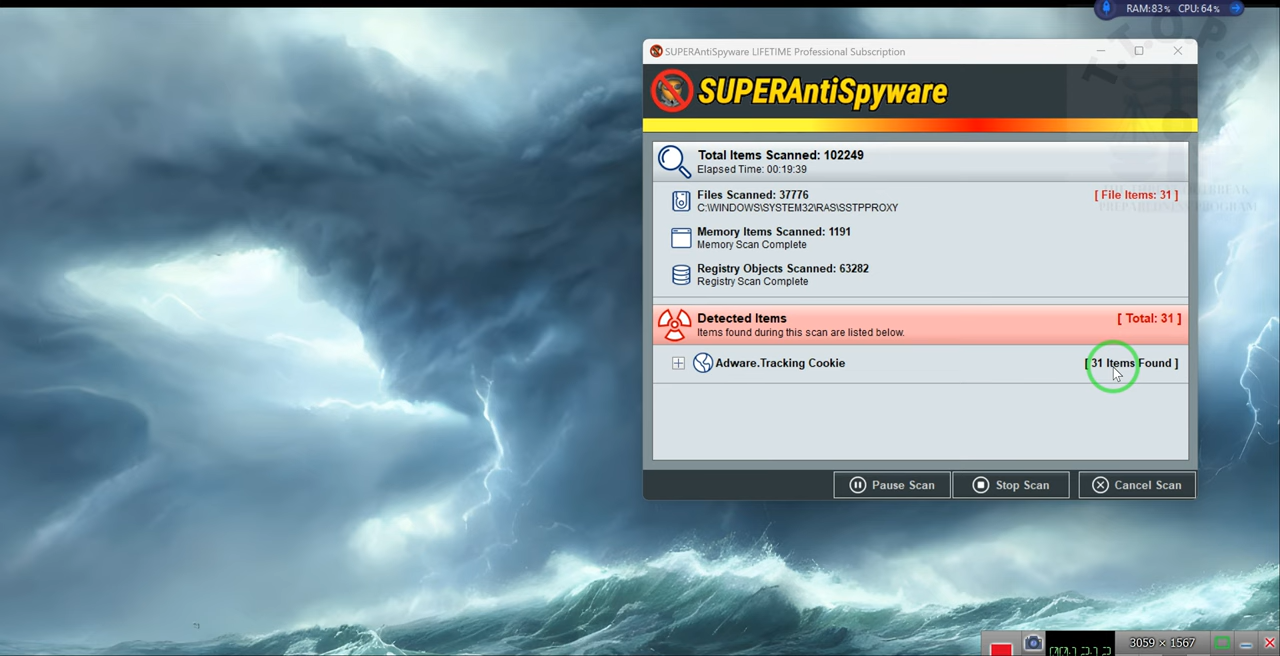 RAM:83% CPU:64%
SUPERAntiSpyware LIFETIME Professional Subscription
T.O.P.P
SUPERAntiSpyware
Total Items Scanned: 102249
Elapsed Time: 00:19:39
Files Scanned: 37776
[ File Items: 31 ]
C:\WINDOWS\SYSTEM32\RAS\SSTPPROXY
PREPAREDNESS PROGRAM
Memory Items Scanned: 1191
Memory Scan Complete
Registry Objects Scanned: 63282
Registry Scan Complete
Detected Items
[ Total: 31 ]
Items found during this scan are listed below.
Adware.Tracking Cookie
[ 31 Items Found ]
Pause Scan
Stop Scan
Cancel Scan
3059 × 1567